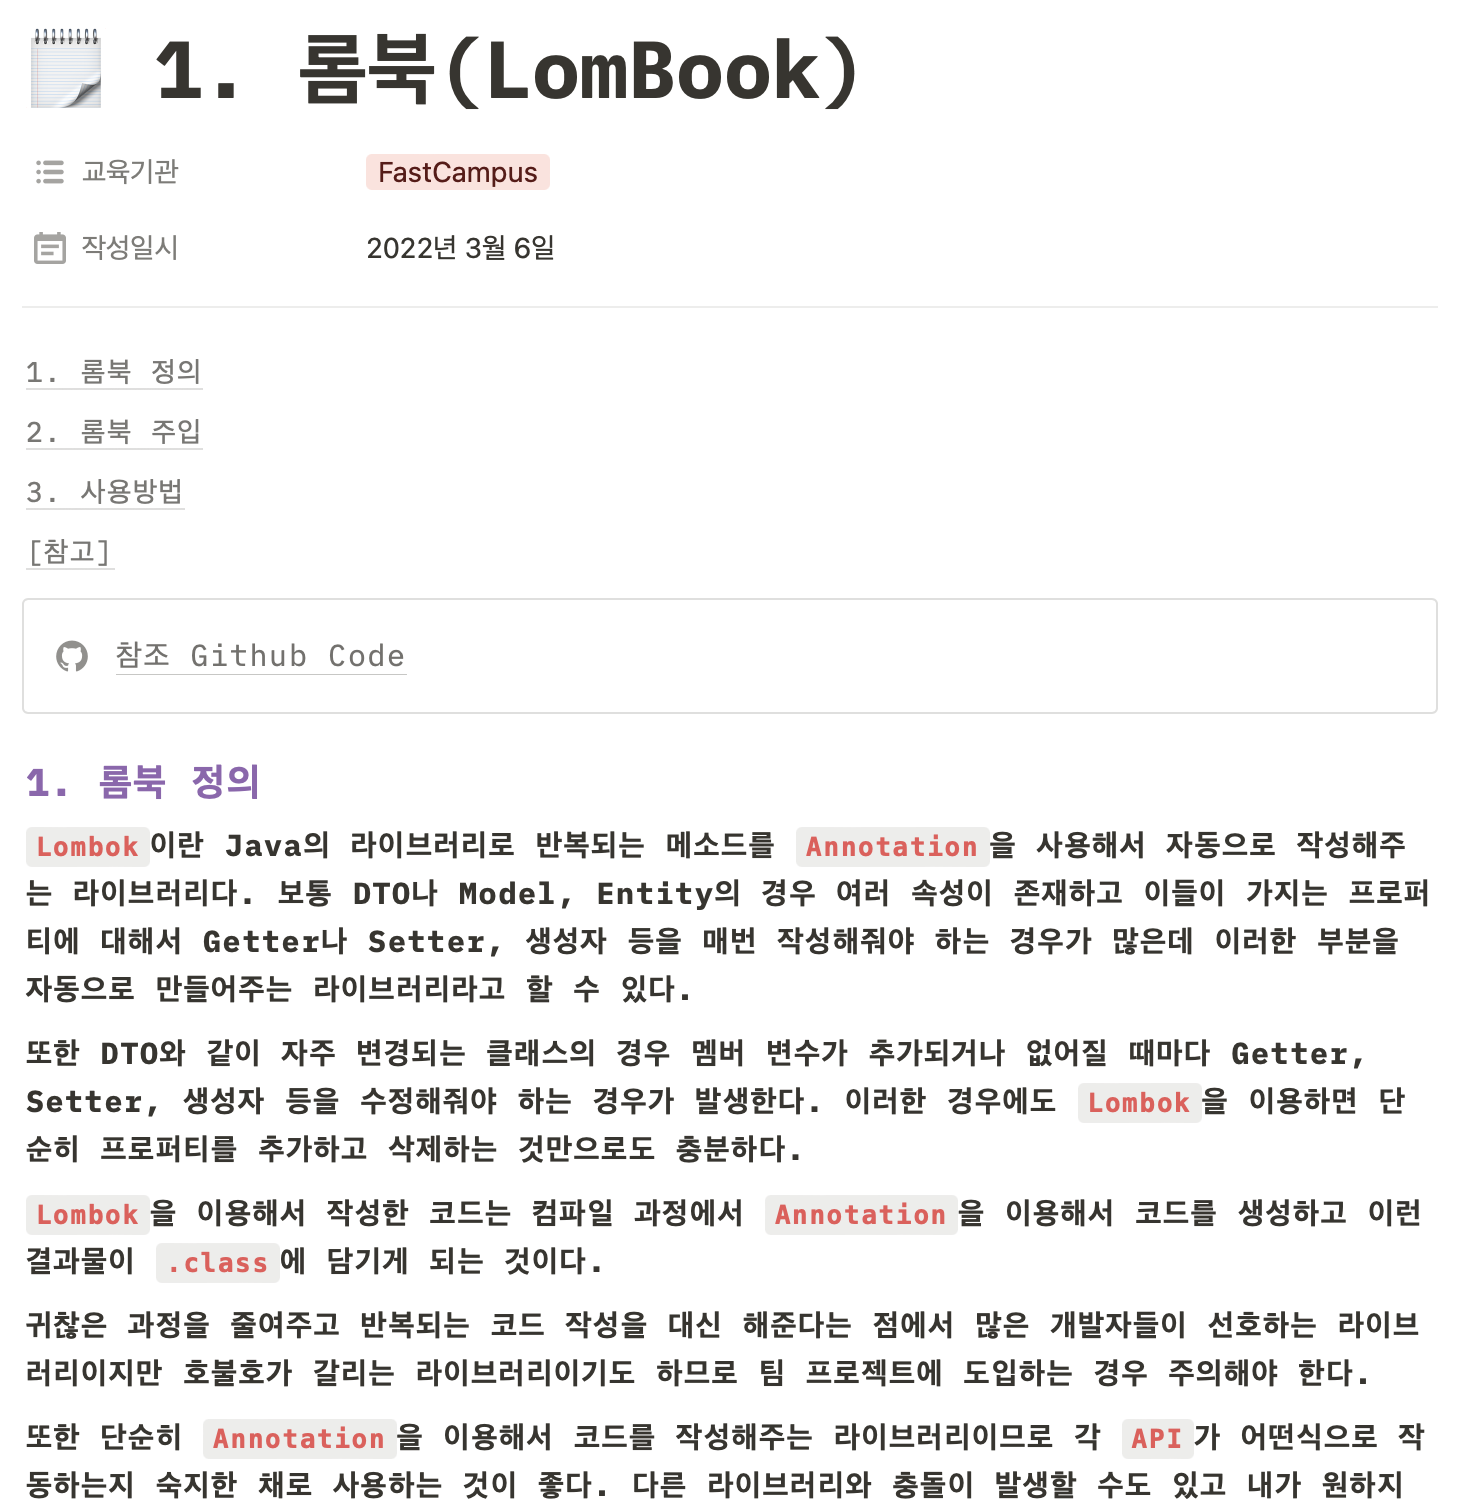 1. 롬북(LomBook)
교육기관 FastCampus
작성일시 2022년 3월 6일
1. 롬북 정의
2. 롬북 주입
3. 사용방법
[참고]
참조 Github Code
1. 롬북 정의
Lombok이란 Java의 라이브러리로 반복되는 메소드를 Annotation을 사용해서 자동으로 작성해주
는 라이브러리다. 보통 DTO나 Model, Entity의 경우 여러 속성이 존재하고 이들이 가지는 프로퍼
티에 대해서 Getter나 Setter, 생성자 등을 매번 작성해줘야 하는 경우가 많은데 이러한 부분을
자동으로 만들어주는 라이브러리라고 할 수 있다.
또한 DTO와 같이 자주 변경되는 클래스의 경우 멤버 변수가 추가되거나 없어질 때마다 Getter,
Setter, 생성자 등을 수정해줘야 하는 경우가 발생한다. 이러한 경우에도 Lombok을 이용하면 단
순히 프로퍼티를 추가하고 삭제하는 것만으로도 충분하다.
Lombok을 이용해서 작성한 코드는 컴파일 과정에서 Annotation을 이용해서 코드를 생성하고 이런
결과물이 .class에 담기게 되는 것이다.
귀찮은 과정을 줄여주고 반복되는 코드 작성을 대신 해준다는 점에서 많은 개발자들이 선호하는 라이브
러리이지만 호불호가 갈리는 라이브러리이기도 하므로 팀 프로젝트에 도입하는 경우 주의해야 한다.
또한 단순히 Annotation을 이용해서 코드를 작성해주는 라이브러리이므로 각 API가 어떤식으로 작
동하는지 숙지한 채로 사용하는 것이 좋다. 다른 라이브러리와 충돌이 발생할 수도 있고 내가 원하지